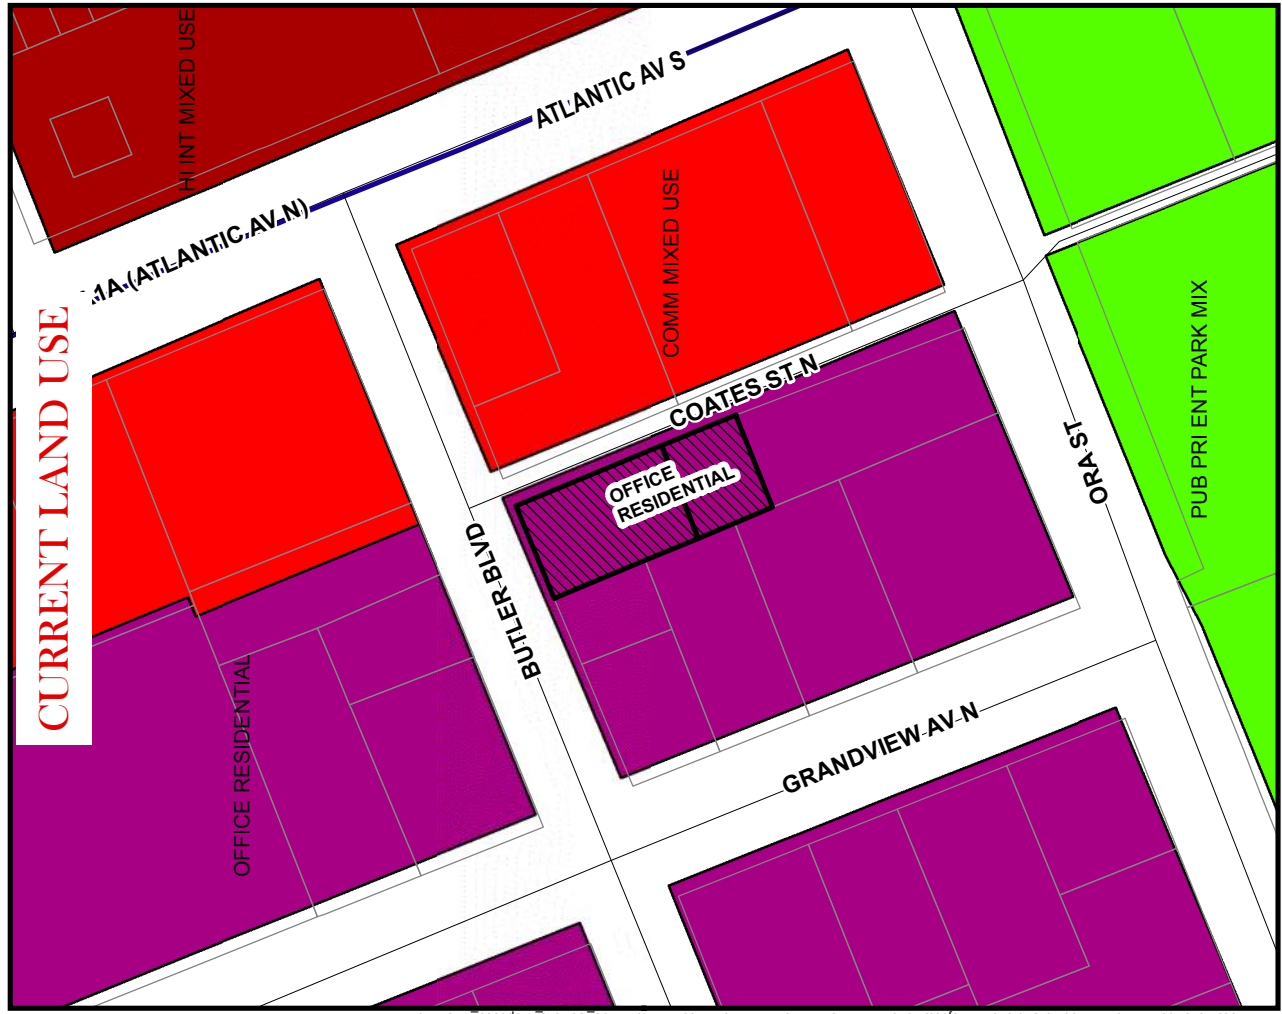 HI INT MIXED USE
ATLANTIC AV S
A1A (ATLANTIC AV N)
COMM MIXED USE
CURRENT LAND USE
PUB PRI ENT PARK MIX
COATES ST N
ORA ST
OFFICE
RESIDENTIAL
BUTLER BLVD
OFFICE RESIDENTIAL
GRANDVIEW AV N